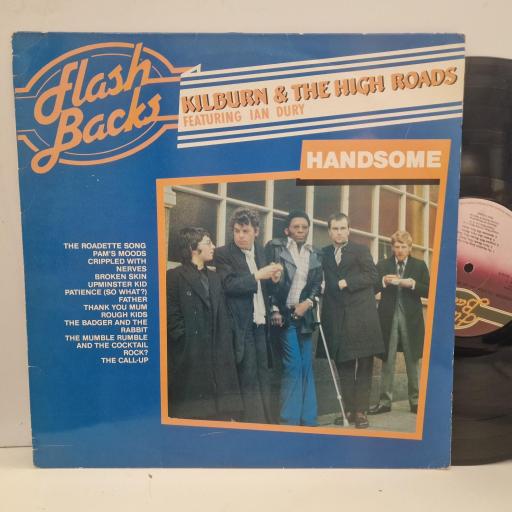 Flash
Backs
KILBURN & THE HIGH ROADS
FEATURING IAN DURY
HANDSOME
THE ROADETTE SONG
PAM'S MOODS
CRIPPLED WITH
NERVES
BROKEN SKIN
UPMINSTER KID
PATIENCE (SO WHAT?)
FATHER
THANK YOU MUM
ROUGH KIDS
THE BADGER AND THE
RABBIT
THE MUMBLE RUMBLE
AND THE COCKTAIL
ROCK?
THE CALL-UP
Flash
Backs